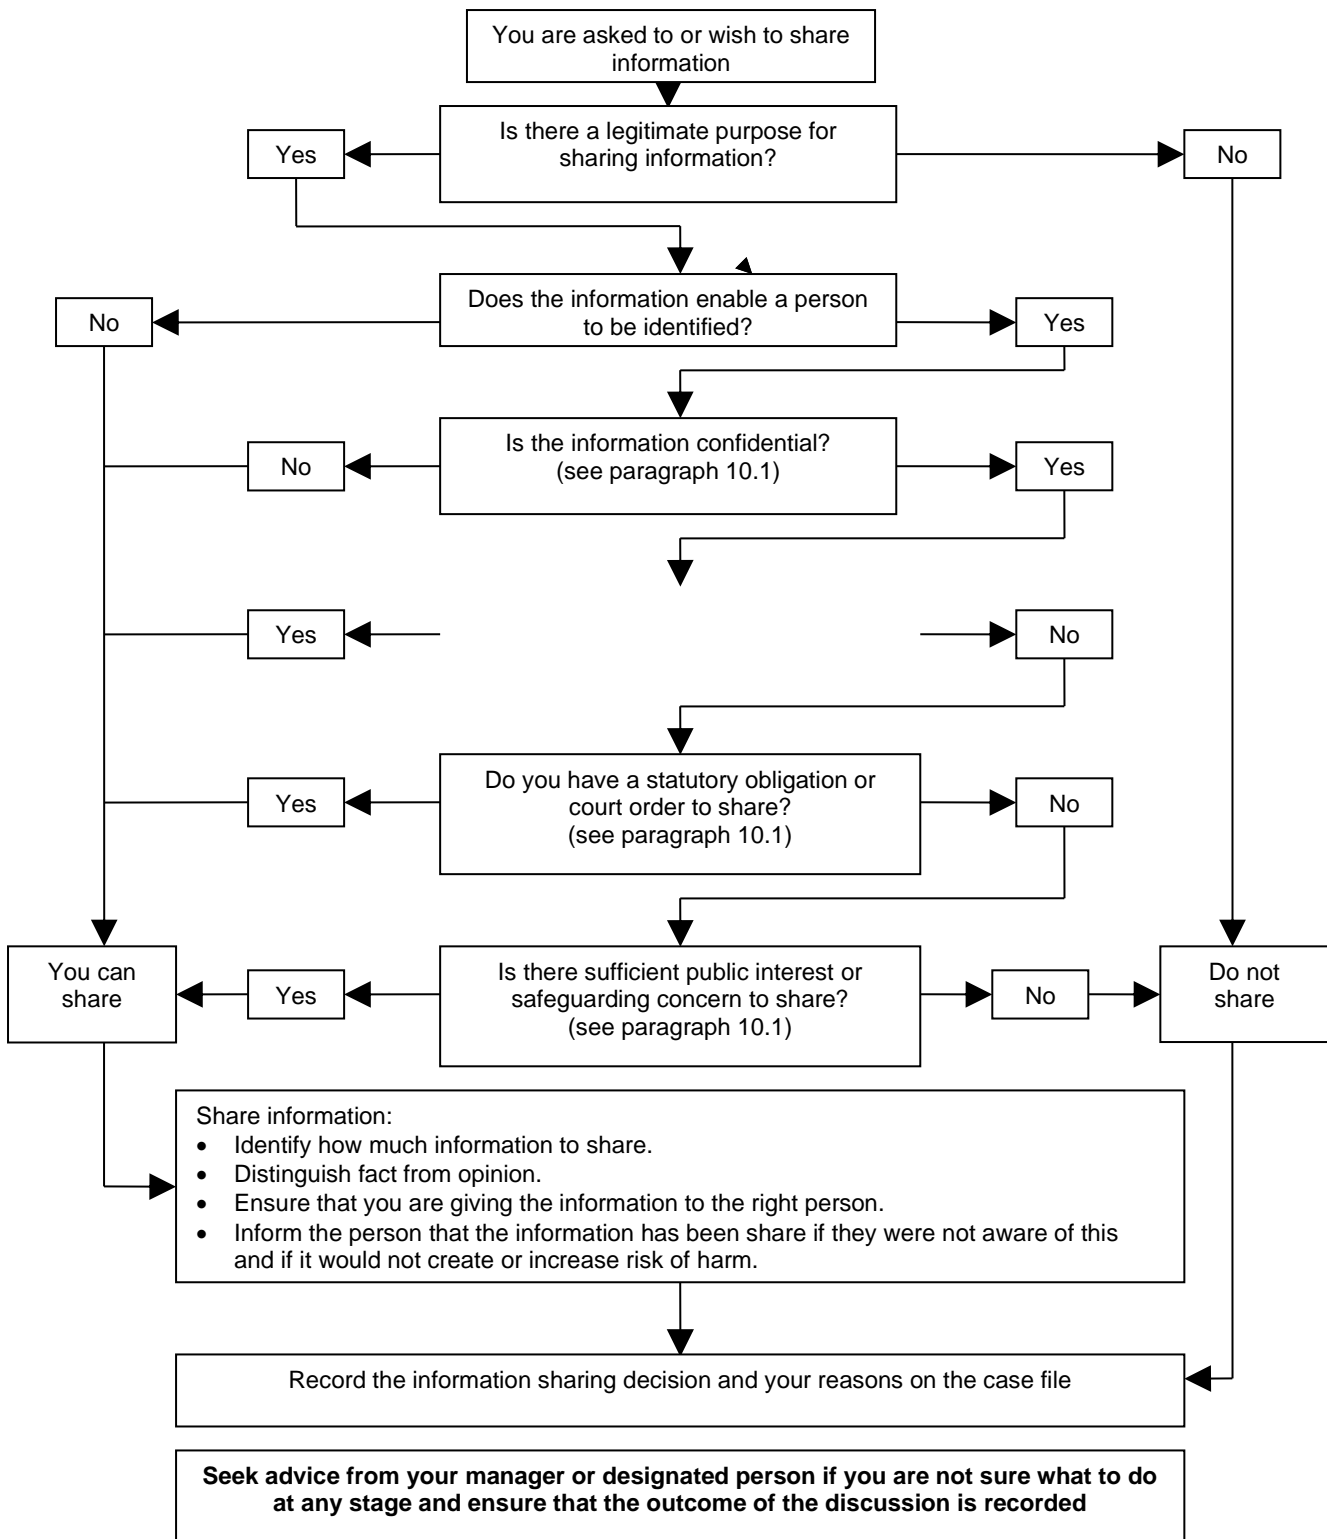 You are asked to or wish to share
information
Is there a legitimate purpose for
sharing information?
Yes
No
Does the information enable a person
to be identified?
No
Yes
Is the information confidential?
(see paragraph 10.1)
No
Yes
Yes
No
Do you have a statutory obligation or
court order to share?
(see paragraph 10.1)
Yes
No
You can
share
Yes
Is there sufficient public interest or
safeguarding concern to share?
(see paragraph 10.1)
No
Do not
share
Share information:
• Identify how much information to share.
• Distinguish fact from opinion.
• Ensure that you are giving the information to the right person.
• Inform the person that the information has been share if they were not aware of this
and if it would not create or increase risk of harm.
Record the information sharing decision and your reasons on the case file
Seek advice from your manager or designated person if you are not sure what to do
at any stage and ensure that the outcome of the discussion is recorded